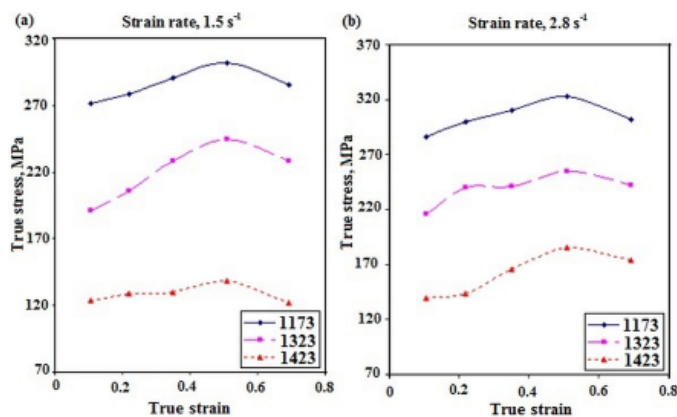 (a) Strain rate, 1.5 s⁻¹
True stress, MPa
320
270
220
170
120
70
0 0.2 0.4 0.6 0.8
True strain
1173
1323
1423
(b) Strain rate, 2.8 s⁻¹
True stress, MPa
370
320
270
220
170
120
70
0 0.2 0.4 0.6 0.8
True strain
1173
1323
1423